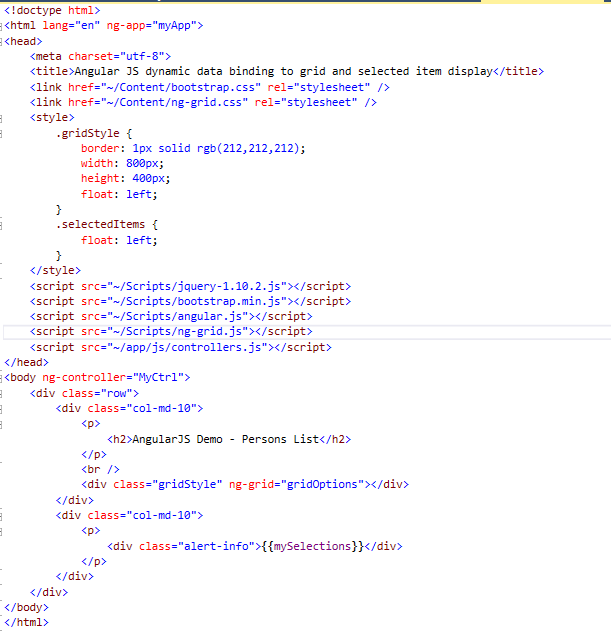 <!doctype html>
<html lang="en" ng-app="myApp">
<head>
    <meta charset="utf-8">
    <title>Angular JS dynamic data binding to grid and selected item display</title>
    <link href="~/Content/bootstrap.css" rel="stylesheet" />
    <link href="~/Content/ng-grid.css" rel="stylesheet" />
    <style>
        .gridStyle {
            border: 1px solid rgb(212,212,212);
            width: 800px;
            height: 400px;
            float: left;
        }
        .selectedItems {
            float: left;
        }
    </style>
    <script src="~/Scripts/jquery-1.10.2.js"></script>
    <script src="~/Scripts/bootstrap.min.js"></script>
    <script src="~/Scripts/angular.js"></script>
    <script src="~/Scripts/ng-grid.js"></script>
    <script src="~/app/js/controllers.js"></script>
</head>
<body ng-controller="MyCtrl">
    <div class="row">
        <div class="col-md-10">
            <p>
                <h2>AngularJS Demo - Persons List</h2>
            </p>
            <br />
            <div class="gridStyle" ng-grid="gridOptions"></div>
        </div>
        <div class="col-md-10">
            <p>
                <div class="alert-info">{{mySelections}}</div>
            </p>
        </div>
    </div>
</body>
</html>